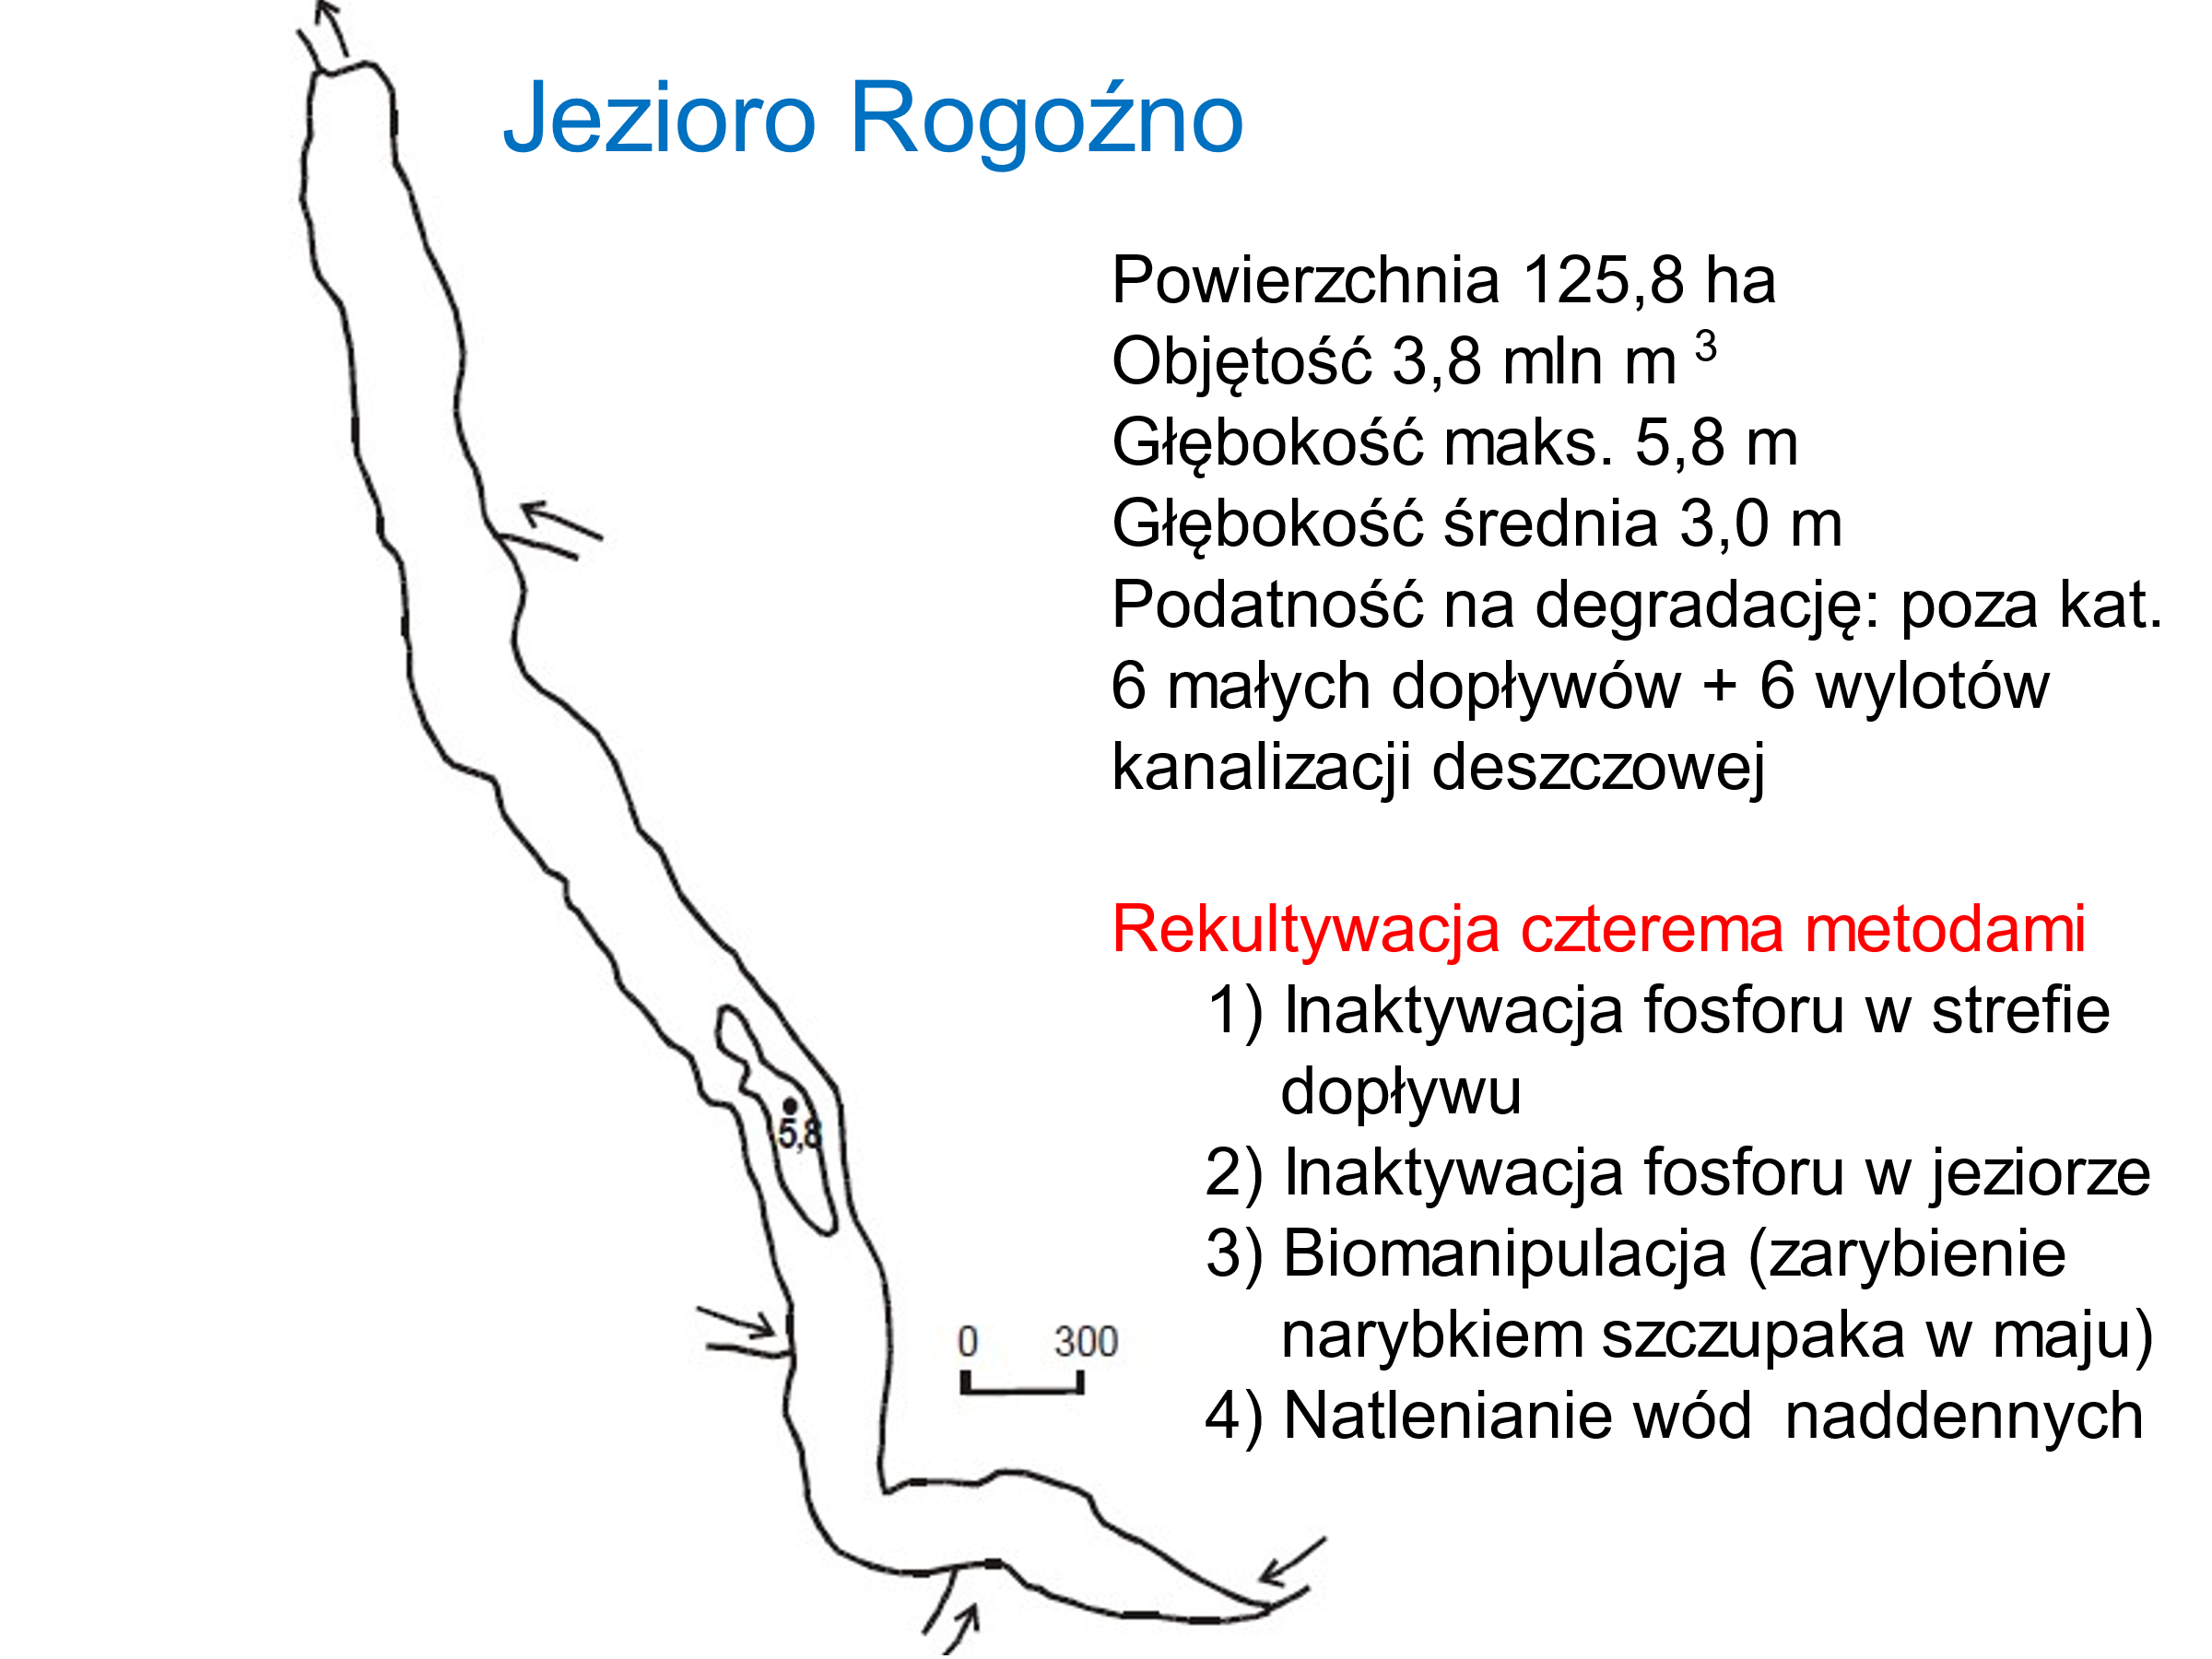 Jezioro Rogoźno
Powierzchnia 125,8 ha
Objętość 3,8 mln m 3
Głębokość maks. 5,8 m
Głębokość średnia 3,0 m
Podatność na degradację: poza kat.
6 małych dopływów + 6 wylotów
kanalizacji deszczowej
Rekultywacja czterema metodami
1) Inaktywacja fosforu w strefie
dopływu
2) Inaktywacja fosforu w jeziorze
3) Biomanipulacja (zarybienie
narybkiem szczupaka w maju)
4) Natlenianie wód naddennych
5,8
0 300